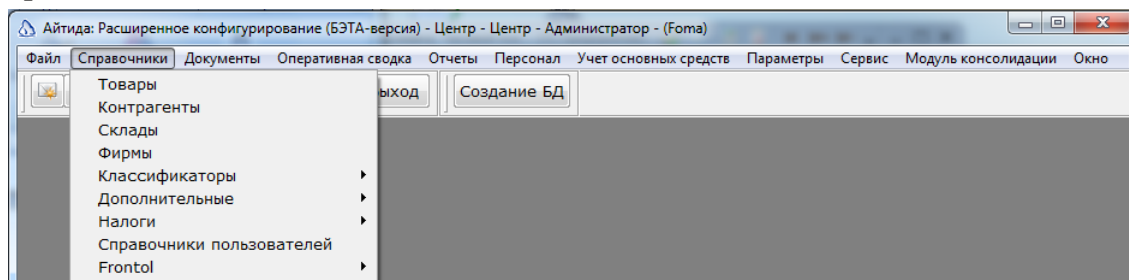 Айтида: Расширенное конфигурирование (БЭТА-версия) - Центр - Центр - Администратор - (Foma)
Файл Справочники Документы Оперативная сводка Отчеты Персонал Учет основных средств Параметры Сервис Модуль консолидации Окно
Создание БД
Товары
Контрагенты
Склады
Фирмы
Классификаторы
Дополнительные
Налоги
Справочники пользователей
Frontol